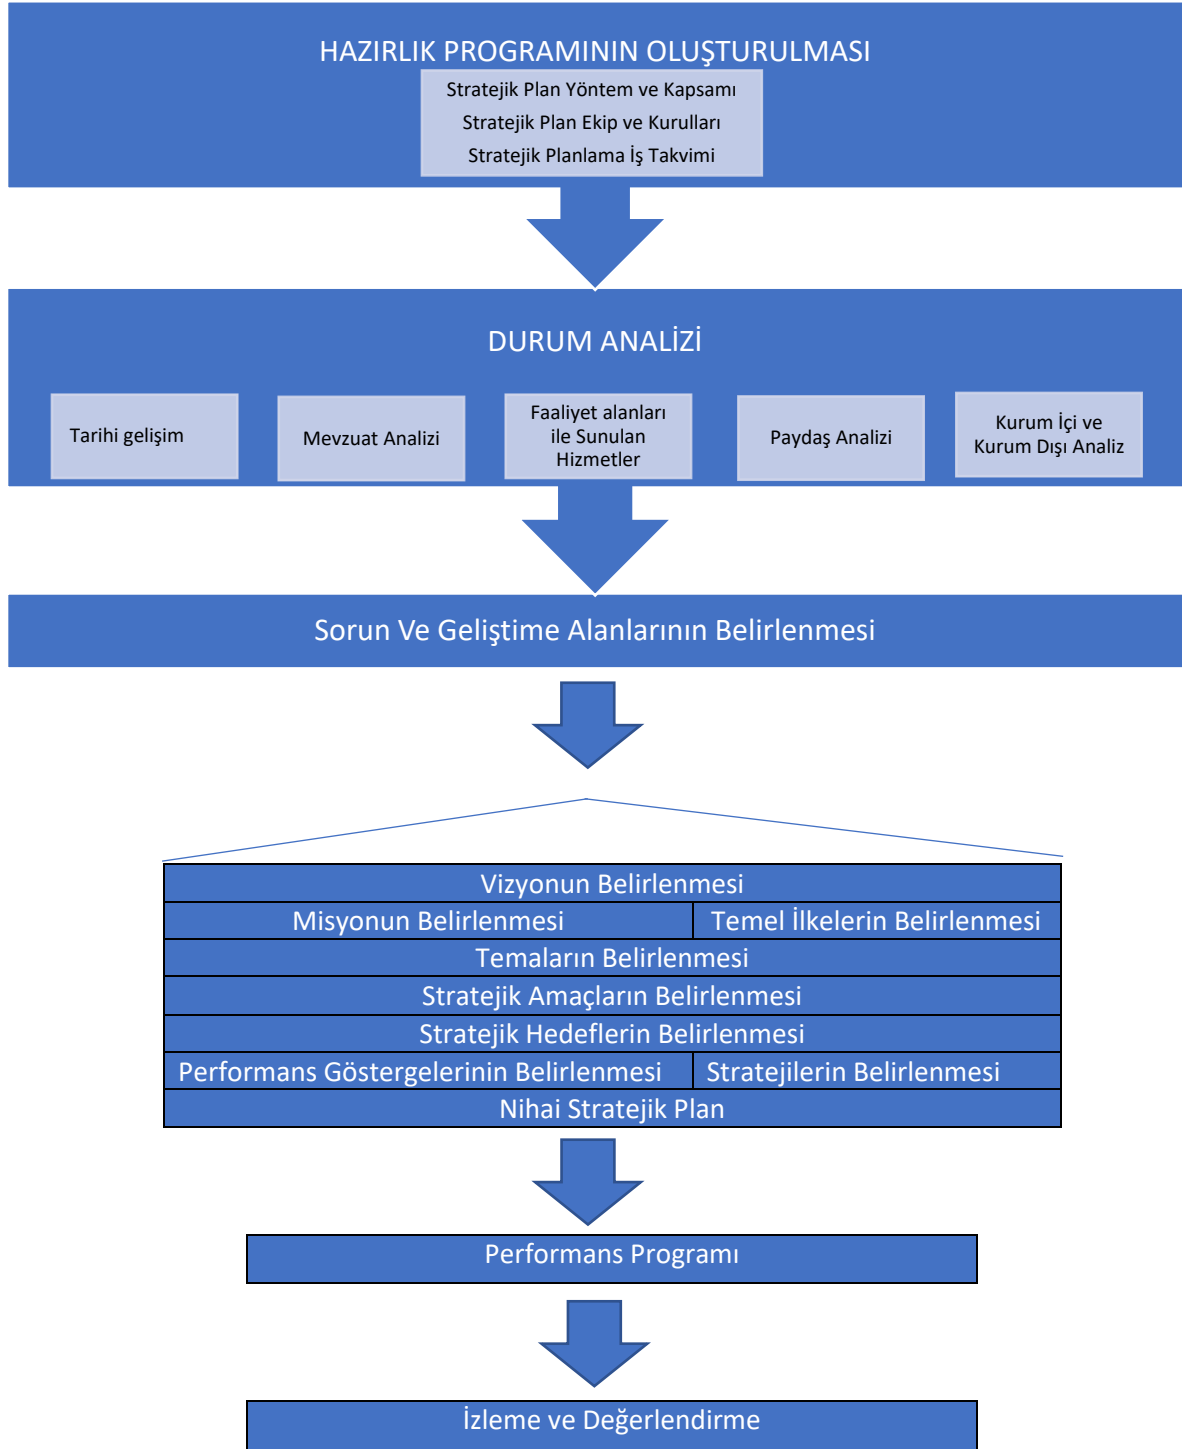 HAZIRLIK PROGRAMININ OLUŞTURULMASI
Stratejik Plan Yöntem ve Kapsamı
Stratejik Plan Ekip ve Kurulları
Stratejik Planlama İş Takvimi
DURUM ANALİZİ
Tarihi gelişim
Mevzuat Analizi
Faaliyet alanları
ile Sunulan
Hizmetler
Paydaş Analizi
Kurum İçi ve
Kurum Dışı Analiz
Sorun Ve Geliştime Alanlarının Belirlenmesi
Vizyonun Belirlenmesi
Misyonun Belirlenmesi
Temel İlkelerin Belirlenmesi
Temaların Belirlenmesi
Stratejik Amaçların Belirlenmesi
Stratejik Hedeflerin Belirlenmesi
Performans Göstergelerinin Belirlenmesi
Stratejilerin Belirlenmesi
Nihai Stratejik Plan
Performans Programı
İzleme ve Değerlendirme